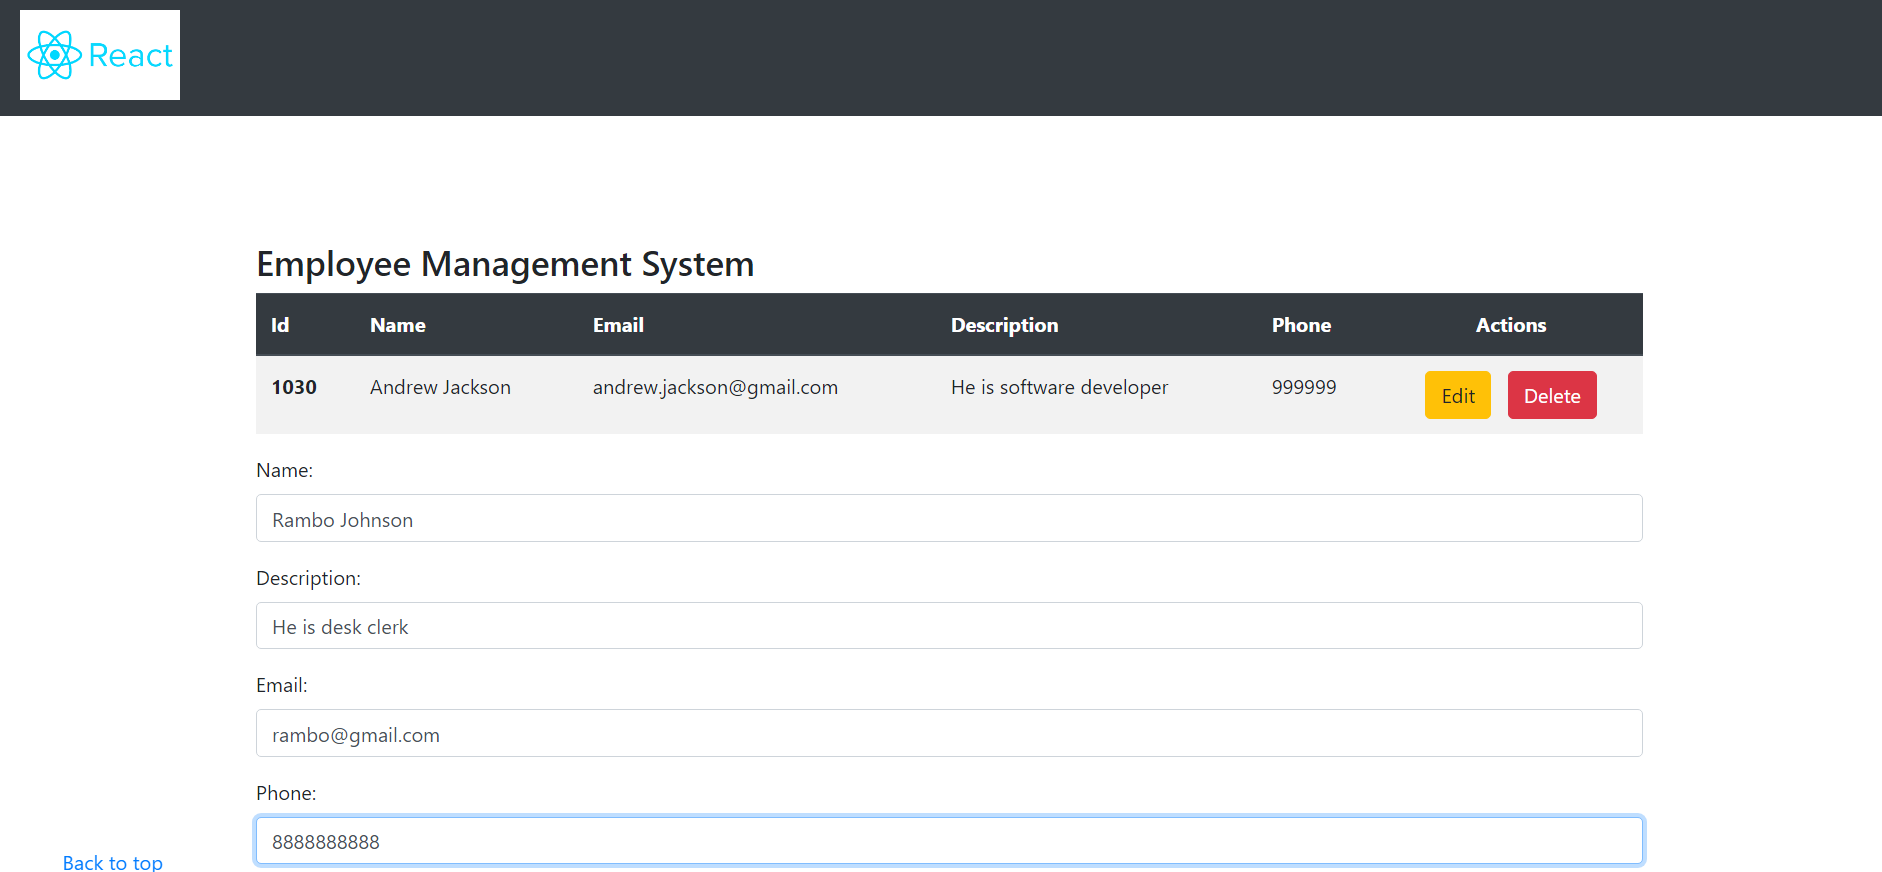 React
Employee Management System
Id Name Email Description Phone Actions
1030 Andrew Jackson andrew.jackson@gmail.com He is software developer 999999 Edit Delete
Name:
Rambo Johnson
Description:
He is desk clerk
Email:
rambo@gmail.com
Phone:
8888888888
Back to top